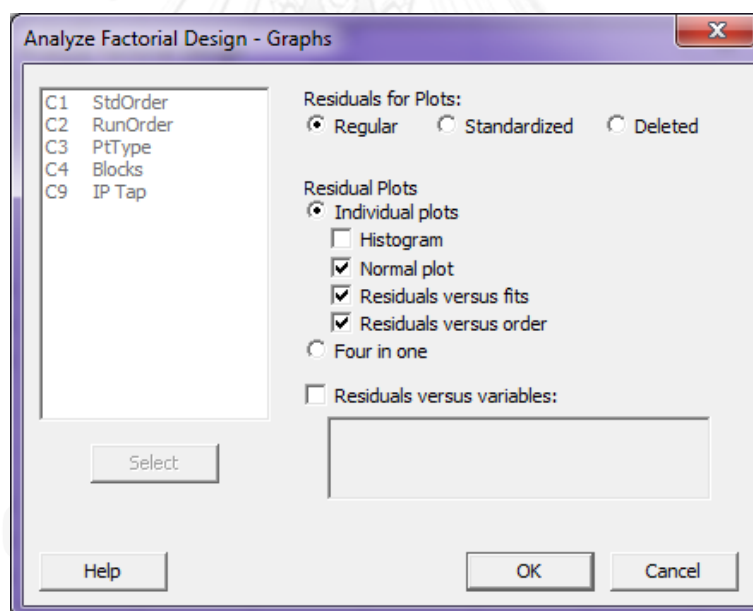 Analyze Factorial Design - Graphs
X
C1 StdOrder
C2 RunOrder
C3 PtType
C4 Blocks
C9 IP Tap
Residuals for Plots:
Regular Standardized Deleted
Residual Plots
Individual plots
Histogram
Normal plot
Residuals versus fits
Residuals versus order
Four in one
Residuals versus variables:
Select
Help OK Cancel